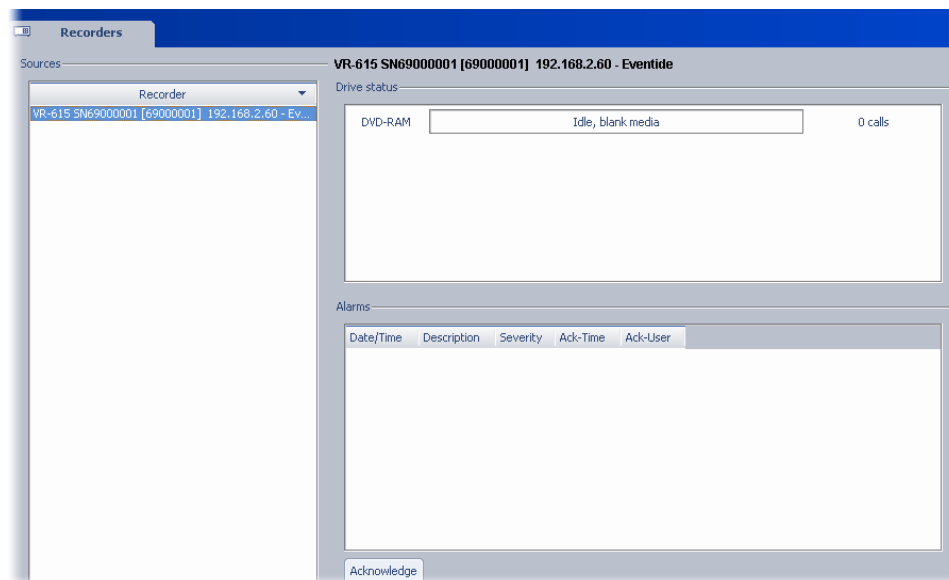 Recorders
Sources
Recorder
VR-615 SN69000001 [69000001] 192.168.2.60 - Ev...
VR-615 SN69000001 [69000001] 192.168.2.60 - Eventide
Drive status
DVD-RAM Idle, blank media 0 calls
Alarms
Date/Time Description Severity Ack-Time Ack-User
Acknowledge